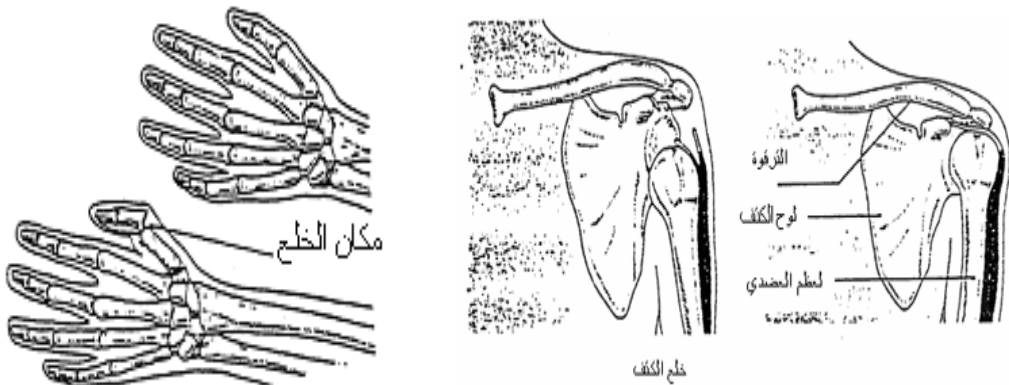 مكان الخلع
الترقوة
لوح الكتف
لعظم العضدي
خلع الكتف